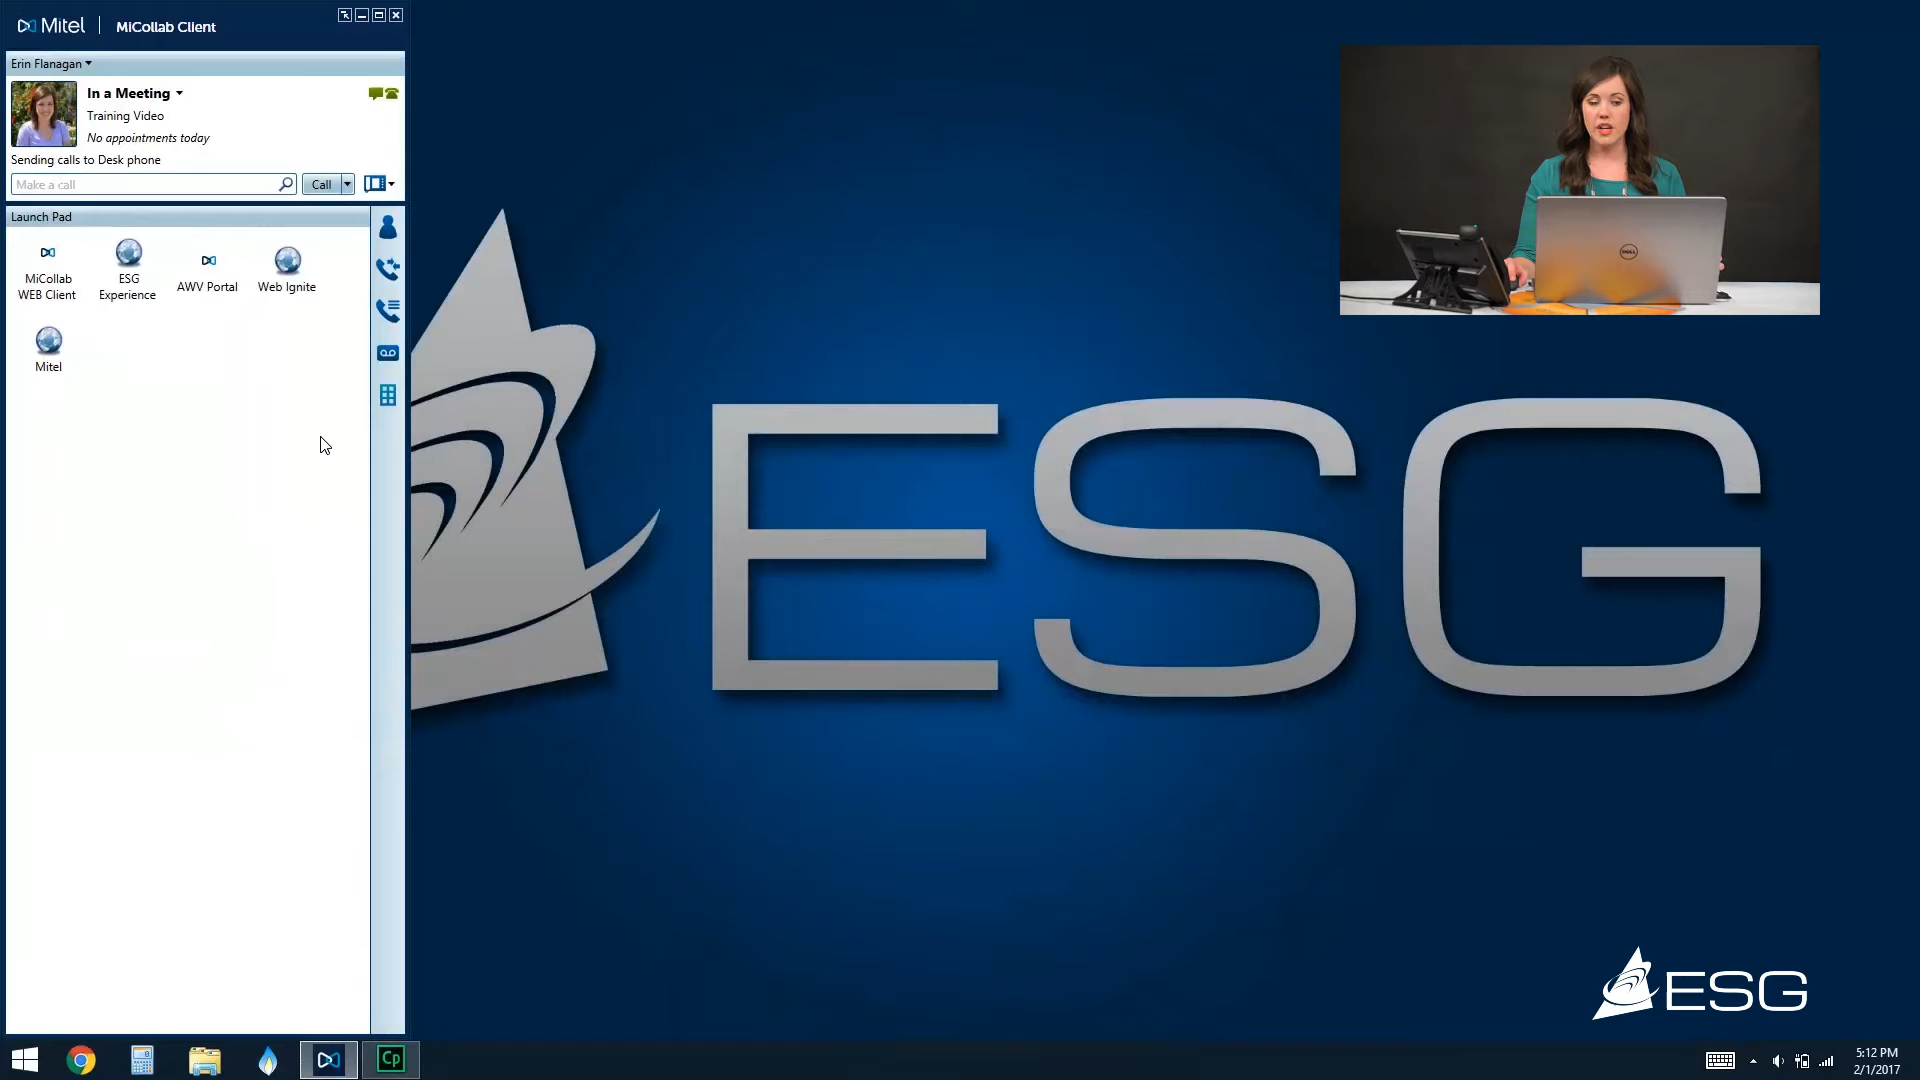 Mitel | MiCollab Client
Erin Flanagan
In a Meeting
Training Video
No appointments today
Sending calls to Desk phone
Make a call
Call
Launch Pad
MiCollab
WEB Client
ESG
Experience
AWV Portal
Web Ignite
Mitel
ESG
DELL
ESG
Cp
5:12 PM
2/1/2017